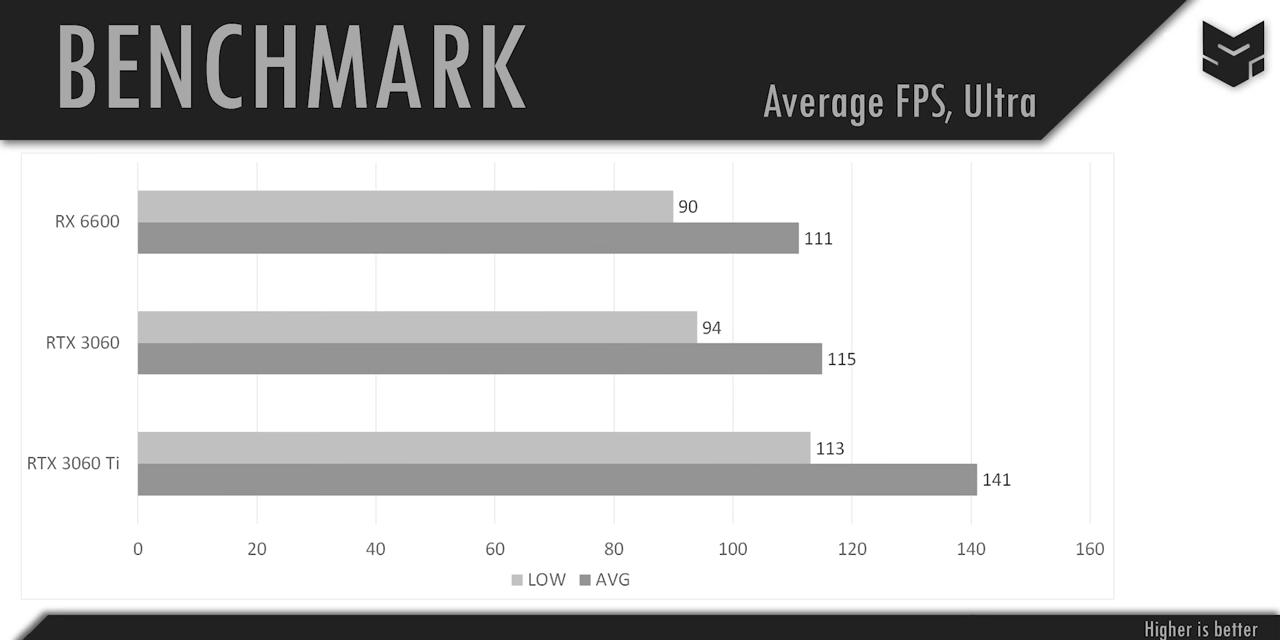 BENCHMARK
Average FPS, Ultra
RX 6600
90
111
RTX 3060
94
115
RTX 3060 Ti
113
141
0 20 40 60 80 100 120 140 160
LOW AVG
Higher is better